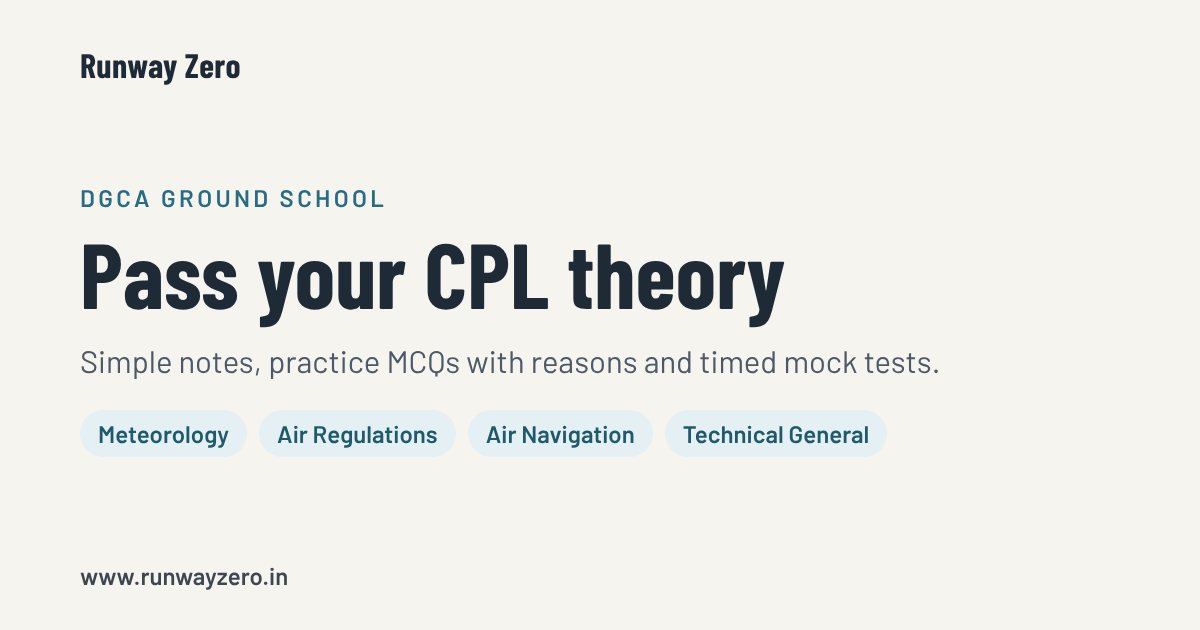 Runway Zero
DGCA GROUND SCHOOL
Pass your CPL theory
Simple notes, practice MCQs with reasons and timed mock tests.
Meteorology Air Regulations Air Navigation Technical General
www.runwayzero.in